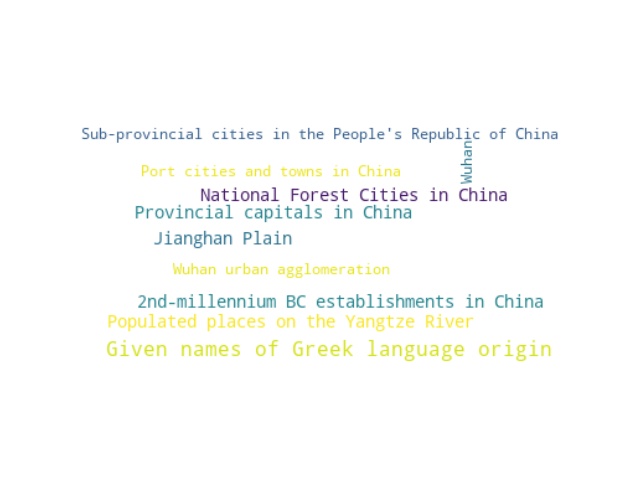 Sub-provincial cities in the People's Republic of China
Wuhan
Port cities and towns in China
National Forest Cities in China
Provincial capitals in China
Jianghan Plain
Wuhan urban agglomeration
2nd-millennium BC establishments in China
Populated places on the Yangtze River
Given names of Greek language origin